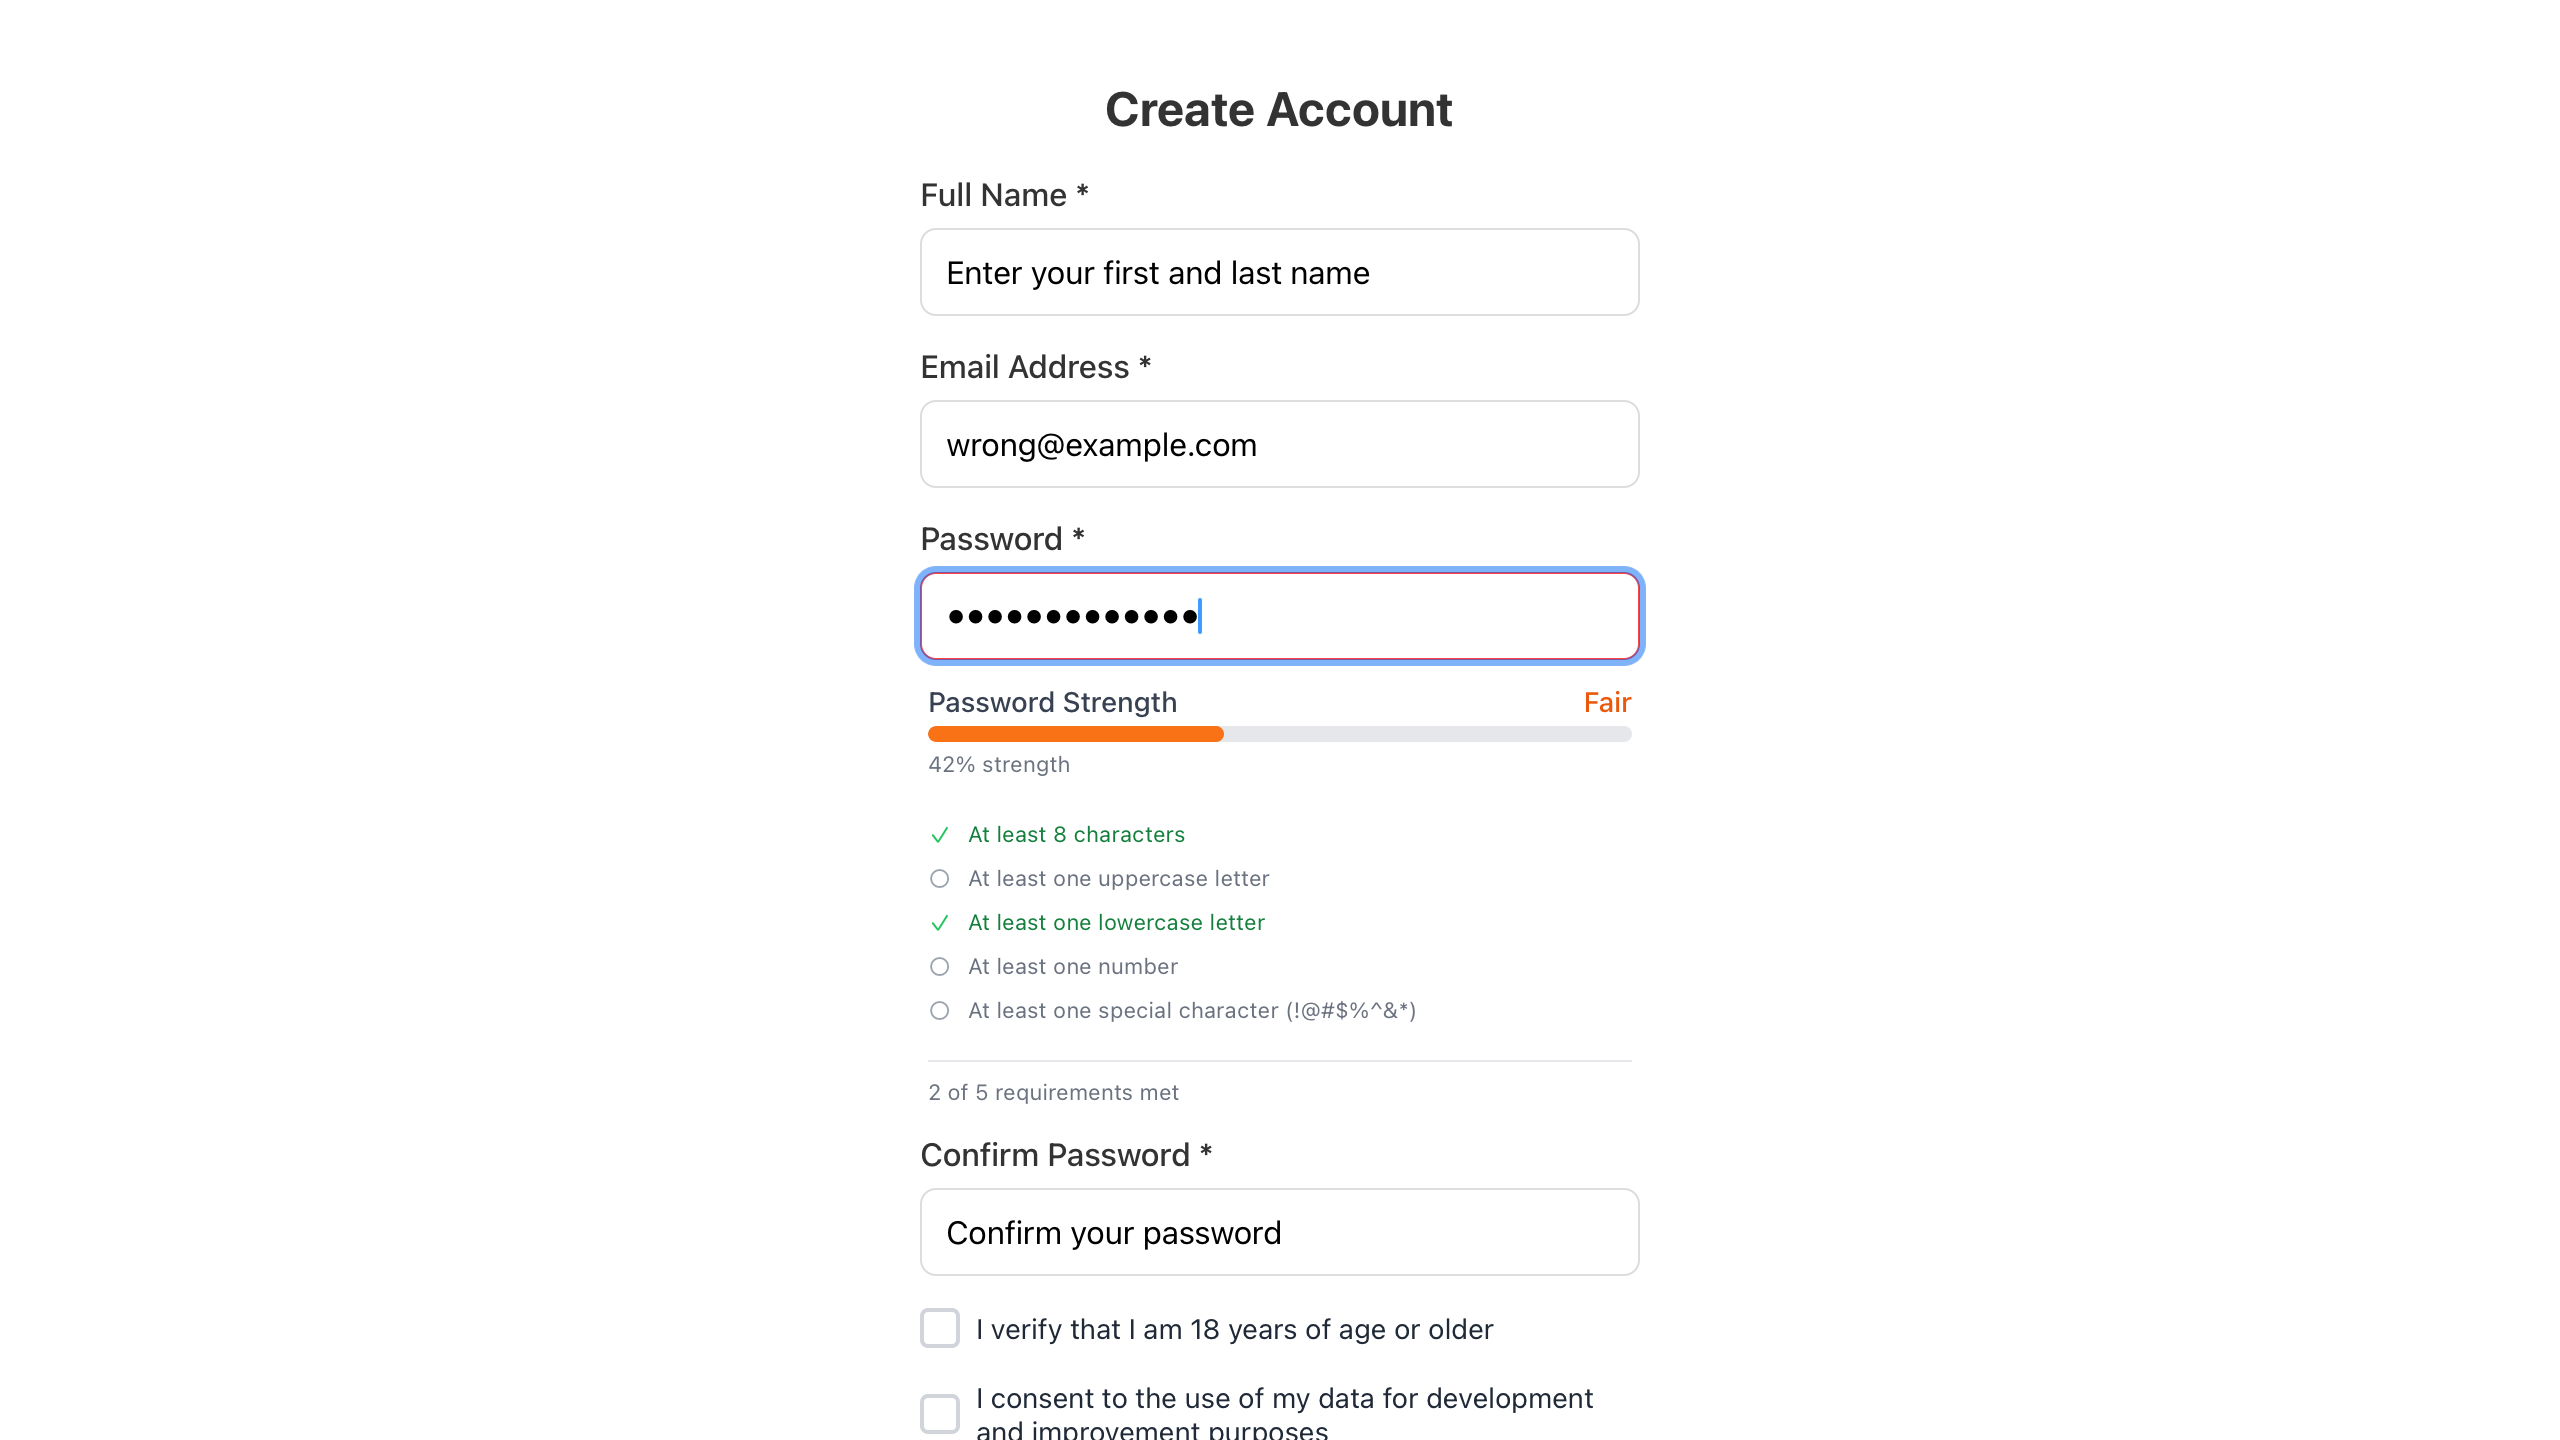 Create Account
Full Name *
Enter your first and last name
Email Address *
wrong@example.com
Password *
•••••••••••••
Password Strength Fair
42% strength
At least 8 characters
At least one uppercase letter
At least one lowercase letter
At least one number
At least one special character (!@#$%^&*)
2 of 5 requirements met
Confirm Password *
Confirm your password
I verify that I am 18 years of age or older
I consent to the use of my data for development
and improvement purposes